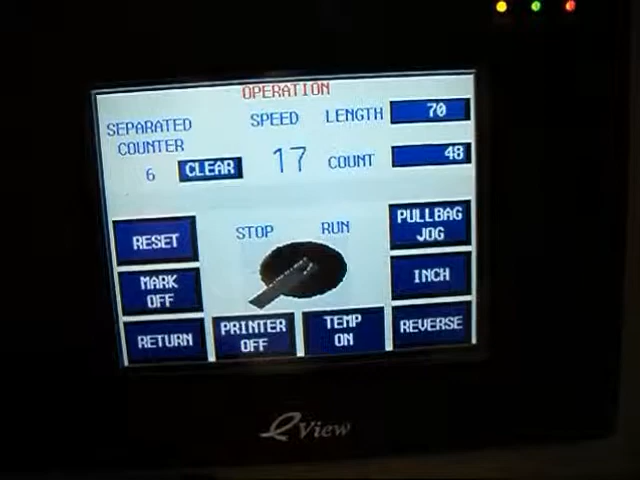 OPERATION
SEPARATED
COUNTER
6
CLEAR
SPEED
17
LENGTH
70
COUNT
48
RESET
STOP
RUN
PULLBAG
JOG
MARK
OFF
INCH
RETURN
PRINTER
OFF
TEMP
ON
REVERSE
QView